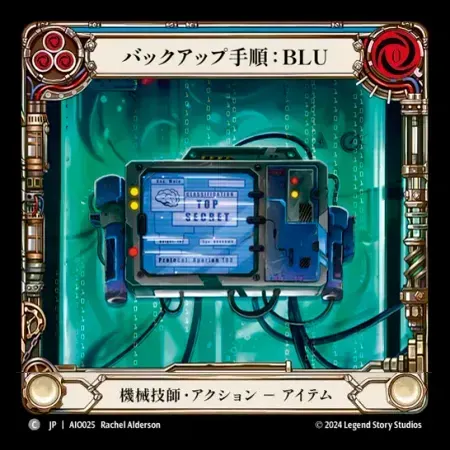 バックアップ手順：BLU
CLASSIFICATION
TOP
SECRET
機械技師・アクション － アイテム
C JP | AIO025 Rachel Alderson
© 2024 Legend Story Studios